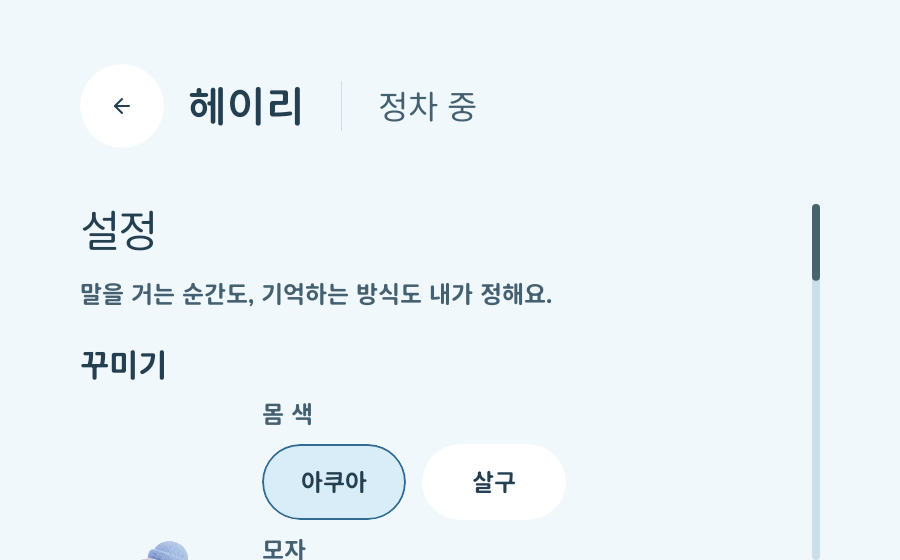 헤이리
정차 중
설정
말을 거는 순간도, 기억하는 방식도 내가 정해요.
꾸미기
몸 색
아쿠아
살구
모자